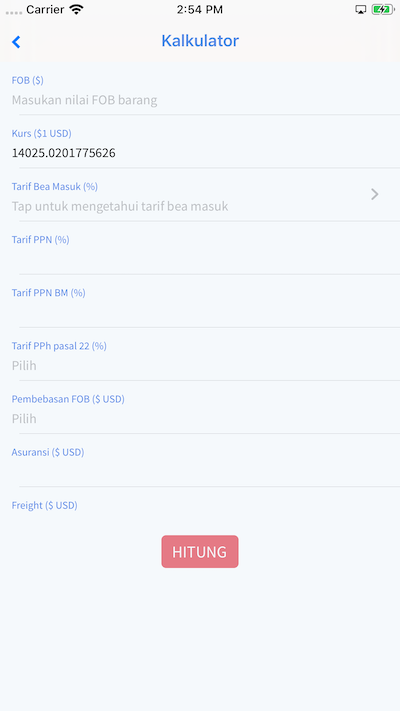 Carrier 2:54 PM
Kalkulator
FOB ($)
Masukan nilai FOB barang
Kurs ($1 USD)
14025.0201775626
Tarif Bea Masuk (%)
Tap untuk mengetahui tarif bea masuk
Tarif PPN (%)
Tarif PPN BM (%)
Tarif PPh pasal 22 (%)
Pilih
Pembebasan FOB ($ USD)
Pilih
Asuransi ($ USD)
Freight ($ USD)
HITUNG